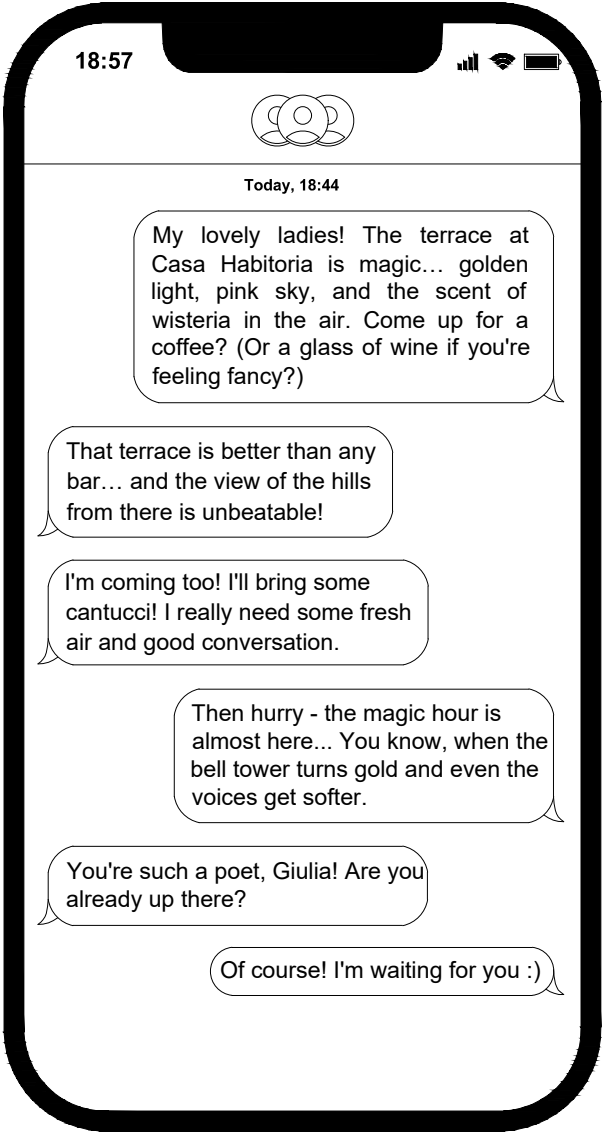 18:57
Today, 18:44
My lovely ladies! The terrace at
Casa Habitoria is magic… golden
light, pink sky, and the scent of
wisteria in the air. Come up for a
coffee? (Or a glass of wine if you're
feeling fancy?)
That terrace is better than any
bar… and the view of the hills
from there is unbeatable!
I'm coming too! I'll bring some
cantucci! I really need some fresh
air and good conversation.
Then hurry - the magic hour is
almost here... You know, when the
bell tower turns gold and even the
voices get softer.
You're such a poet, Giulia! Are you
already up there?
Of course! I'm waiting for you :)